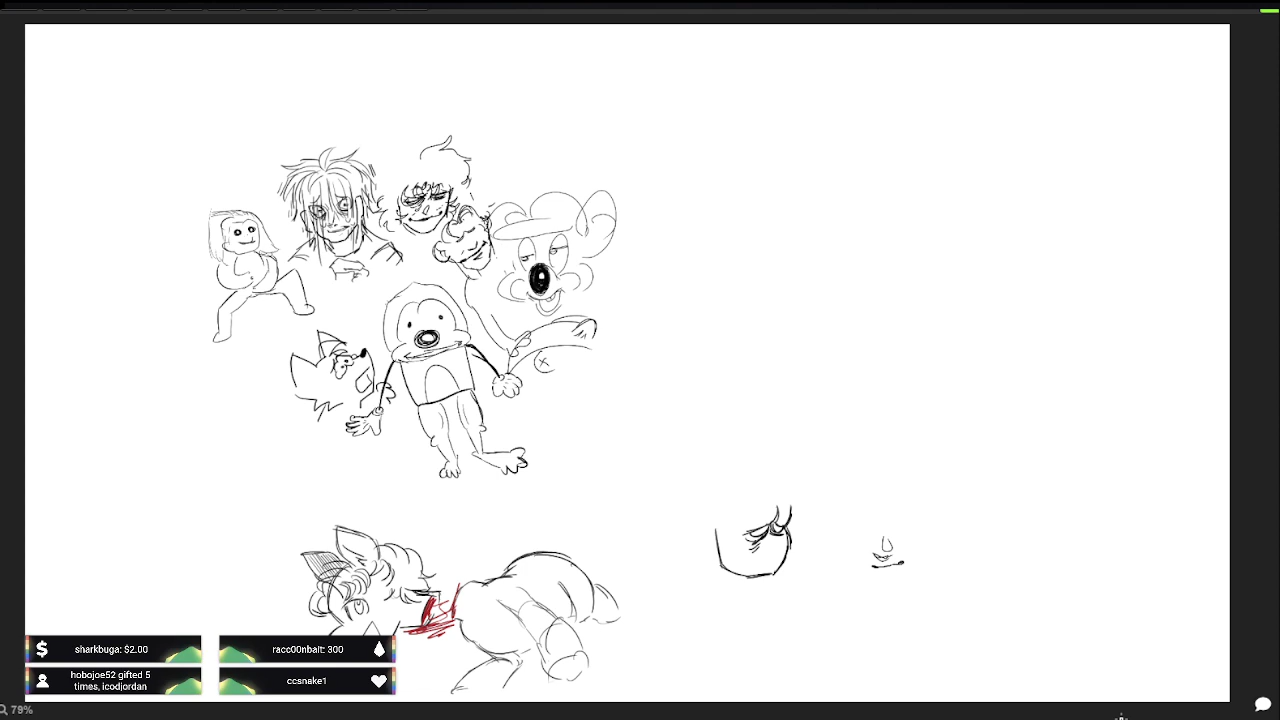 sharkbuga: $2.00
racc00nbait: 300
hobojoe52 gifted 5
times, icodjordan
ccsnake1
79%